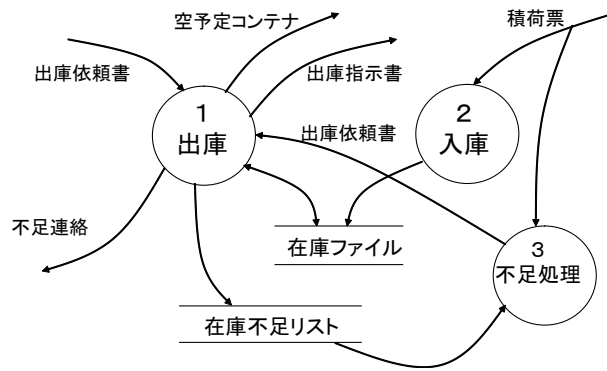 空予定コンテナ
積荷票
出庫依頼書
出庫指示書
1
出庫
出庫依頼書
2
入庫
不足連絡
在庫ファイル
3
不足処理
在庫不足リスト